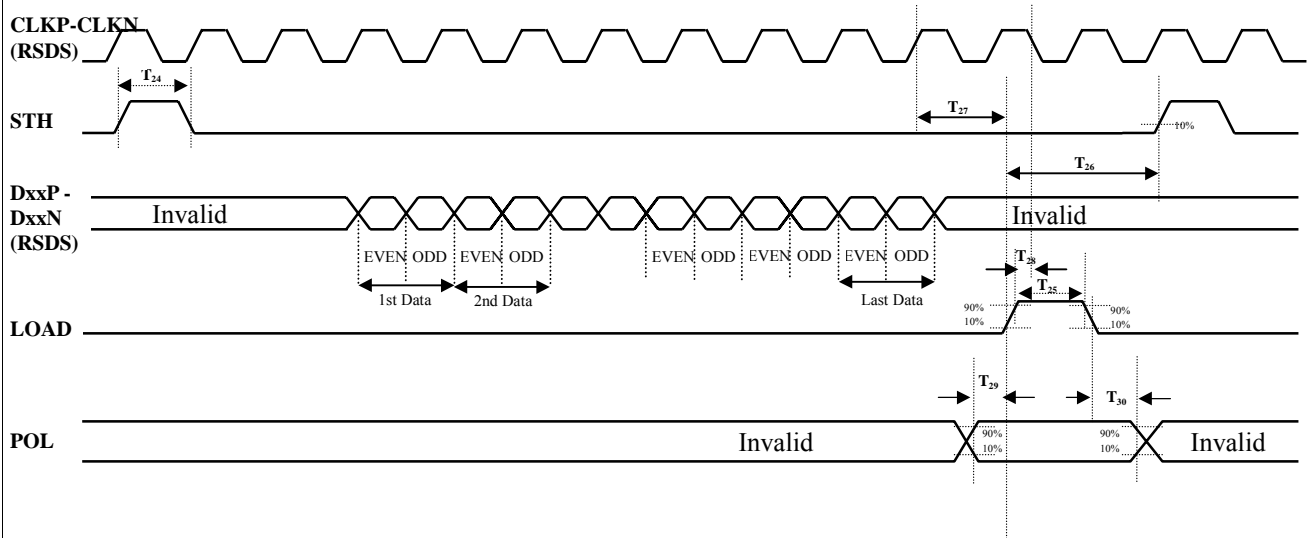 CLKP-CLKN
(RSDS)
T24
STH
T27
10%
T26
DxxP -
DxxN
(RSDS)
Invalid
Invalid
EVEN ODD EVEN ODD EVEN ODD EVEN ODD EVEN ODD
1st Data 2nd Data Last Data
T28
T25
LOAD
90% 90%
10% 10%
T29
T30
POL
Invalid
90% 90%
10% 10%
Invalid